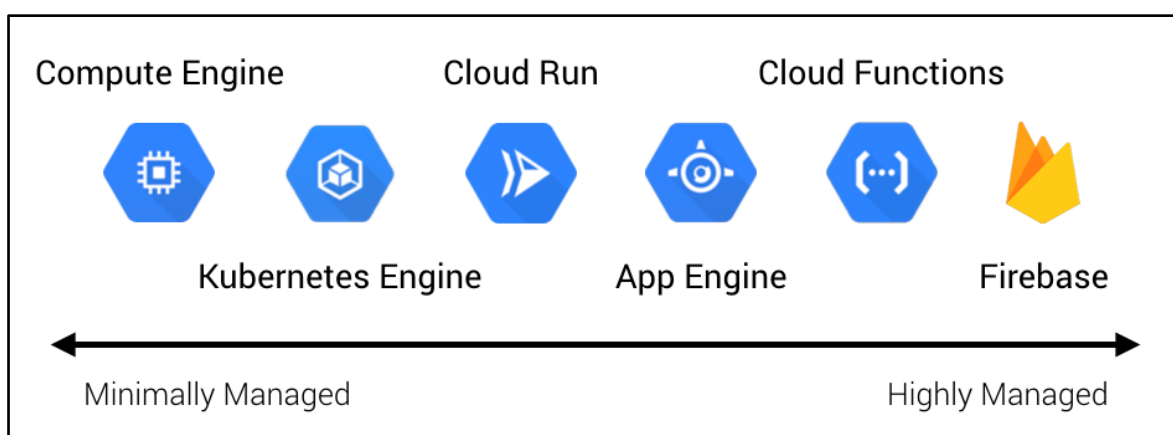 Compute Engine Cloud Run Cloud Functions
Kubernetes Engine App Engine Firebase
Minimally Managed Highly Managed